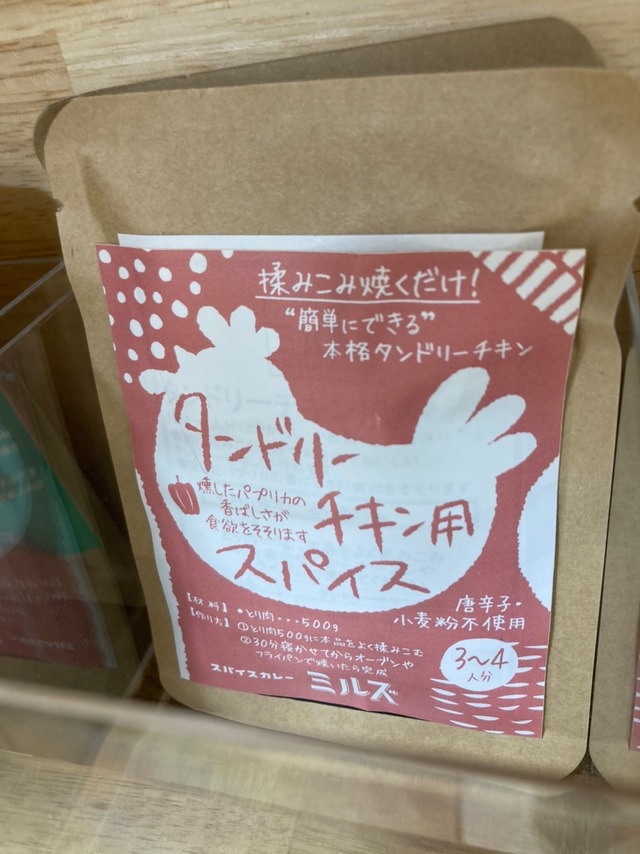 揉みこみ焼くだけ!
"簡単にできる"
本格タンドリーチキン
タンドリー
チキン用
スパイス
燻したパプリカの
香ばしさが
食欲をそそります
唐辛子・
小麦粉不使用
【材料】 •とり肉・・・500g
【作り方】 ①とり肉500gに本品をよく揉みこむ
②30分寝かせてからオーブンや
フライパンで焼いたら完成
3〜4
人分
スパイスカレー ミルズ